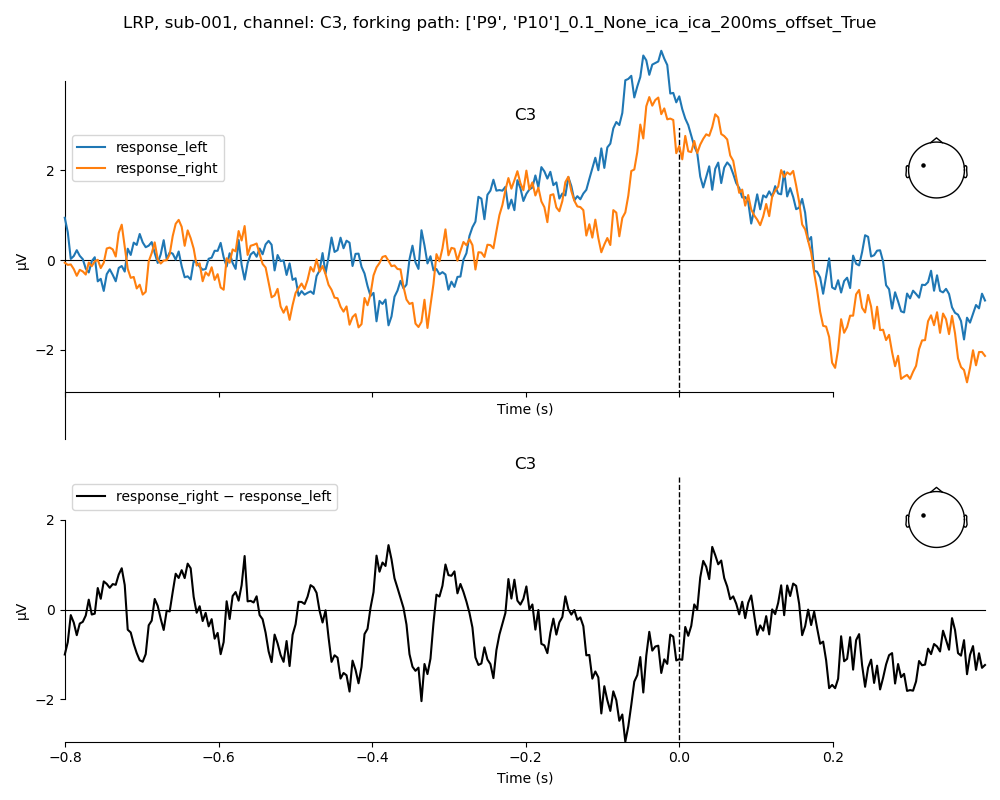 LRP, sub-001, channel: C3, forking path: ['P9', 'P10']_0.1_None_ica_ica_200ms_offset_True
C3
response_left
response_right
2
0
−2
µV
Time (s)
C3
response_right − response_left
2
0
−2
µV
−0.8
−0.6
−0.4
−0.2
0.0
0.2
Time (s)